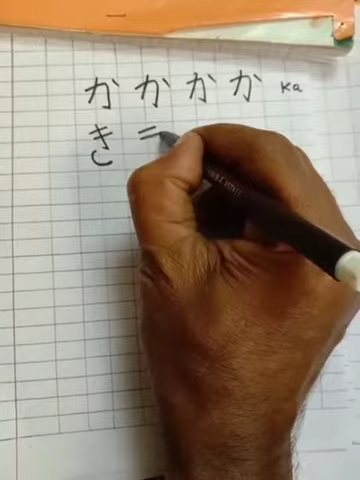 か か か か ka
き =